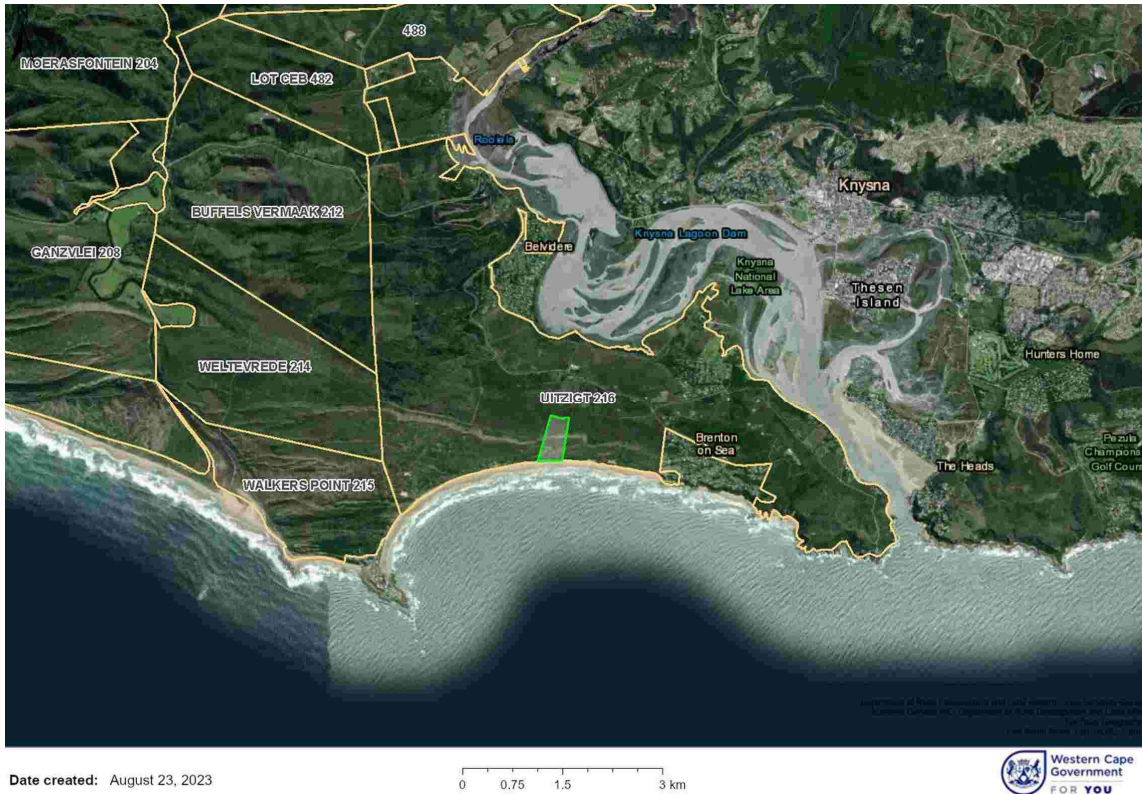 488
MOERASFONTEIN 204
LOT CEB 482
Rooiels
Knysna
BUFFELS VERMAAK 212
GANZVLEI 208
Belvidere
Knysna Lagoon Dam
Knysna
National
Lake Area
Thesen
Island
Hunters Home
WELTEVREDE 214
UITZIGT 216
Brenton
on Sea
Pezula
Champions
Golf Cours
The Heads
WALKERS POINT 215
Date created: August 23, 2023
0 0.75 1.5 3 km
Western Cape
Government
FOR YOU